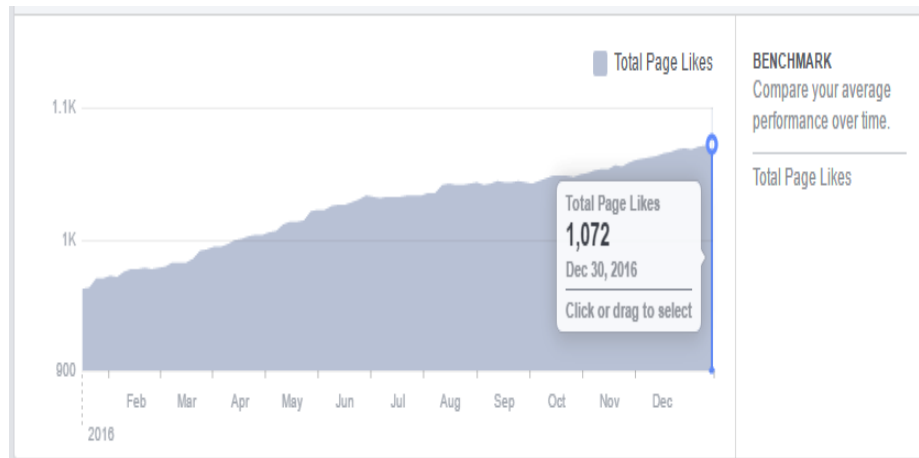 Total Page Likes
BENCHMARK
Compare your average
performance over time.
Total Page Likes
1.1K
1K
900
Total Page Likes
1,072
Dec 30, 2016
Click or drag to select
Feb Mar Apr May Jun Jul Aug Sep Oct Nov Dec
2016